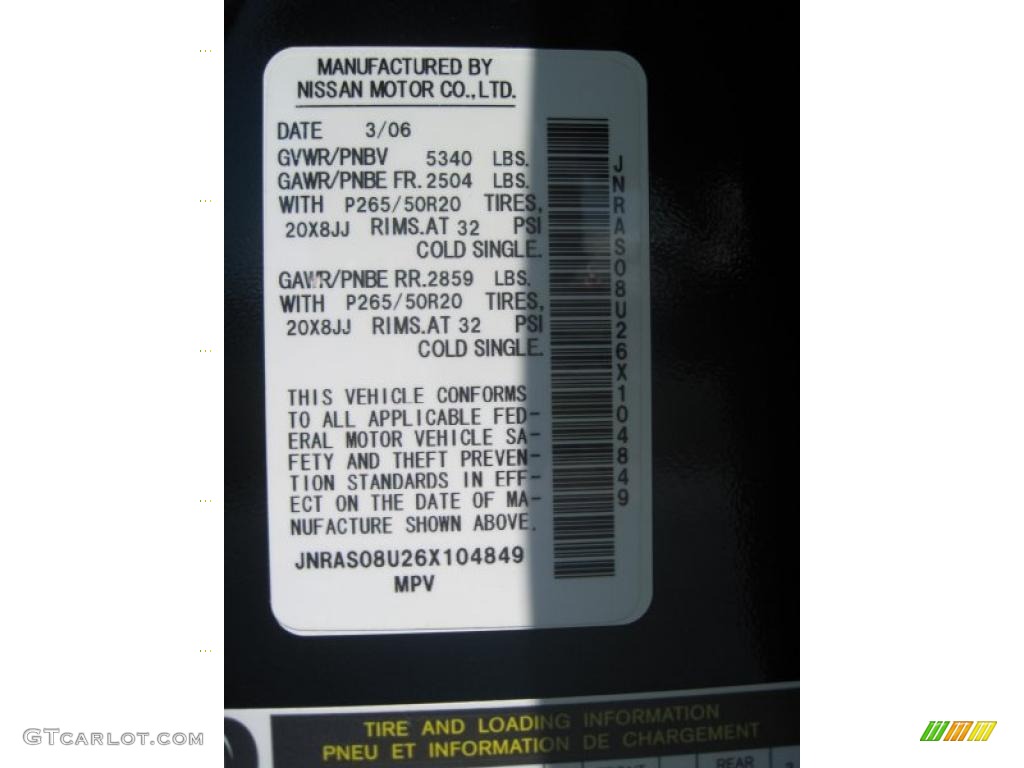 MANUFACTURED BY
NISSAN MOTOR CO.,LTD.
DATE 3/06
GVWR/PNBV 5340 LBS.
GAWR/PNBE FR.2504 LBS.
WITH P265/50R20 TIRES,
20X8JJ RIMS.AT 32 PSI
COLD SINGLE.
GAWR/PNBE RR.2859 LBS.
WITH P265/50R20 TIRES,
20X8JJ RIMS.AT 32 PSI
COLD SINGLE.
THIS VEHICLE CONFORMS
TO ALL APPLICABLE FED-
ERAL MOTOR VEHICLE SA-
FETY AND THEFT PREVEN-
TION STANDARDS IN EFF-
ECT ON THE DATE OF MA-
NUFACTURE SHOWN ABOVE.
JNRAS08U26X104849
MPV
JNRAS08U26X104849
TIRE AND LOADING INFORMATION
PNEU ET INFORMATION DE CHARGEMENT
REAR
GTCARLOT.COM